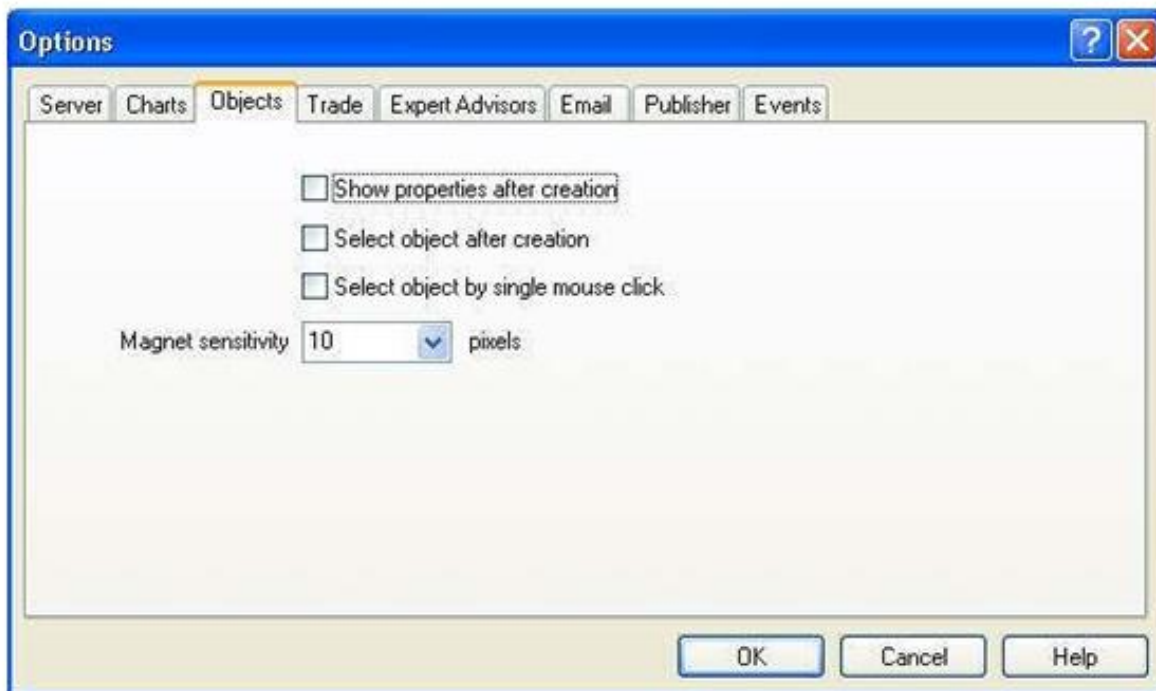 Options
Server Charts Objects Trade Expert Advisors Email Publisher Events
Show properties after creation
Select object after creation
Select object by single mouse click
Magnet sensitivity 10 pixels
OK Cancel Help